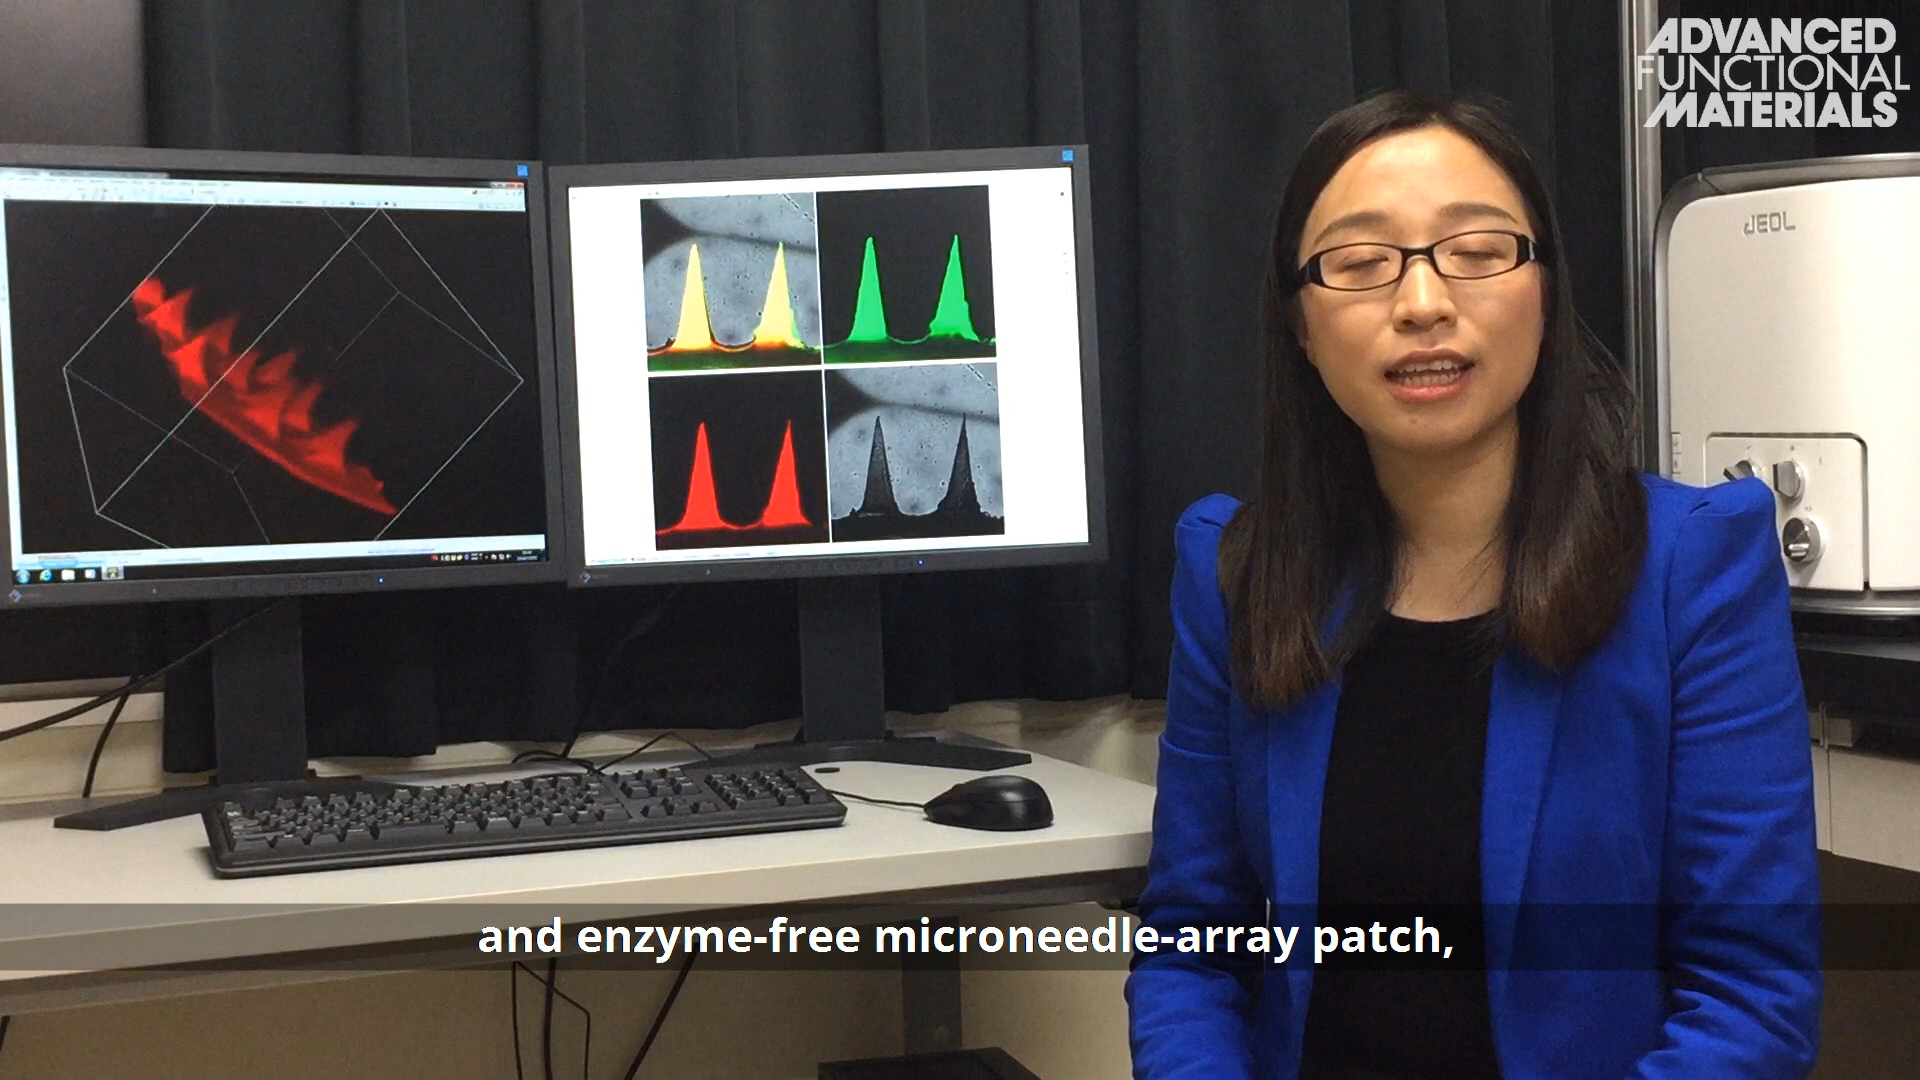 ADVANCED
FUNCTIONAL
MATERIALS
JEOL
and enzyme-free microneedle-array patch,